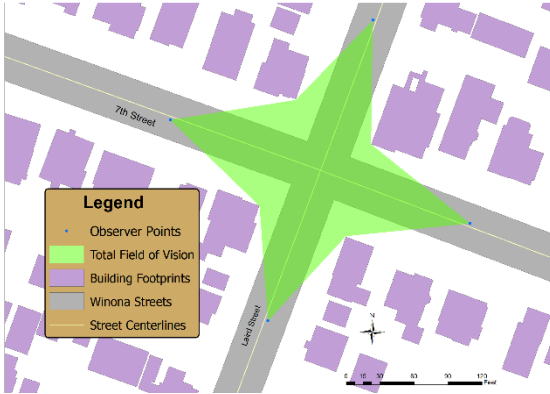 7th Street
Legend
Observer Points
Total Field of Vision
Building Footprints
Winona Streets
Street Centerlines
Laird Street
N
0 15 30 60 90 120
Feet